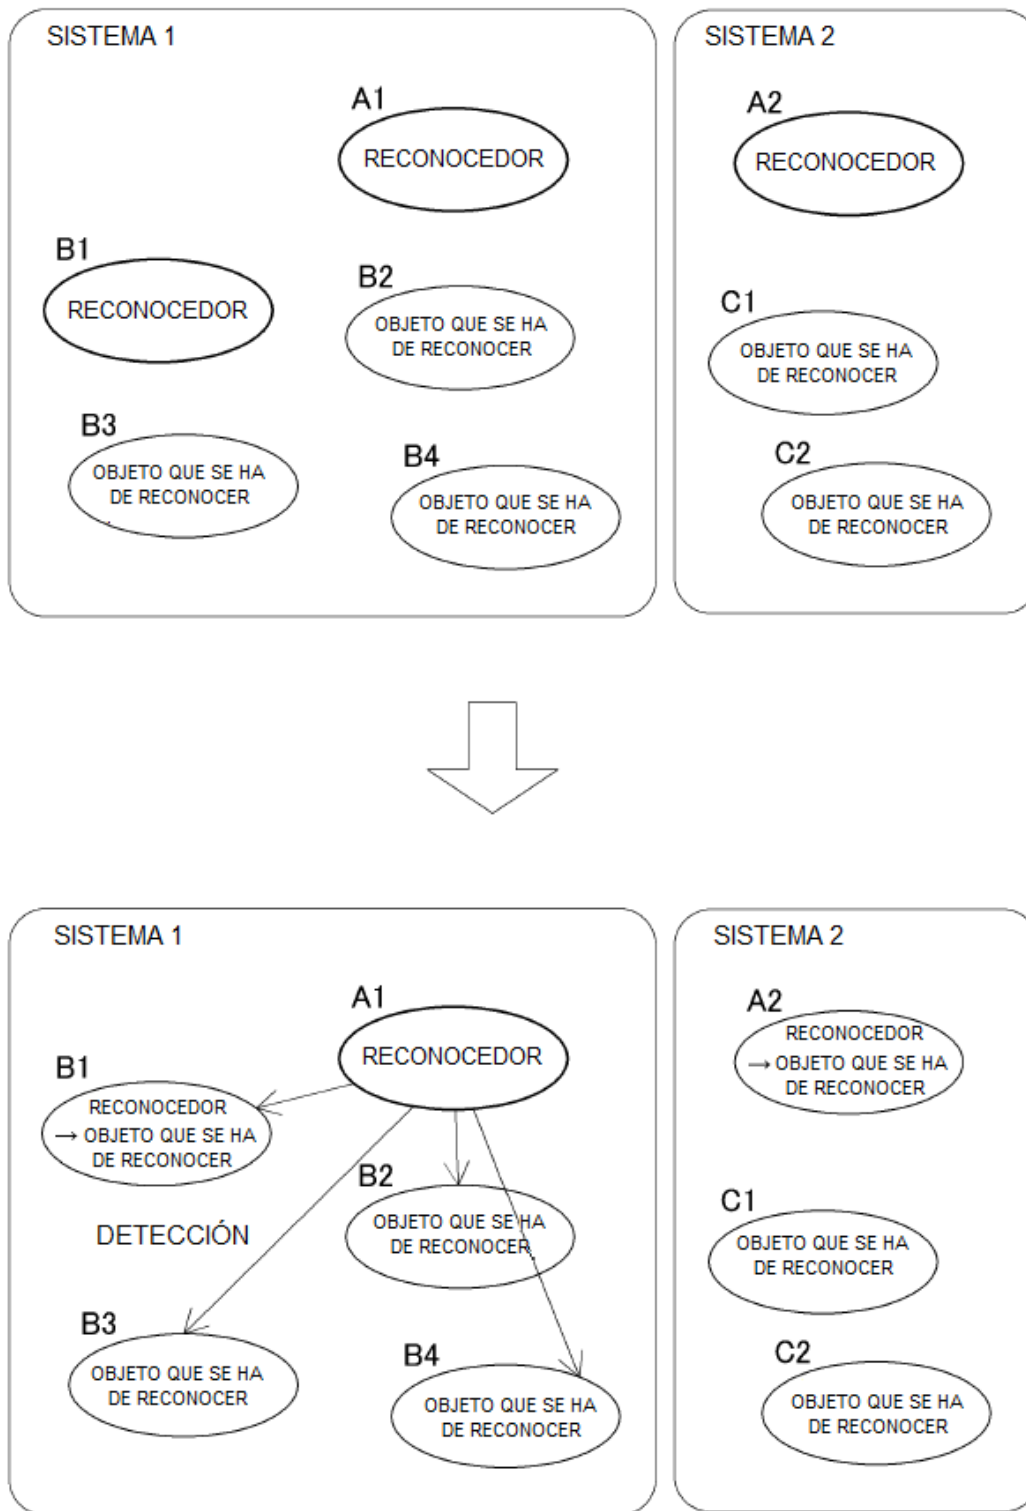 SISTEMA 1
A1
RECONOCEDOR
B1
RECONOCEDOR
B2
OBJETO QUE SE HA
DE RECONOCER
B3
OBJETO QUE SE HA
DE RECONOCER
B4
OBJETO QUE SE HA
DE RECONOCER
SISTEMA 2
A2
RECONOCEDOR
C1
OBJETO QUE SE HA
DE RECONOCER
C2
OBJETO QUE SE HA
DE RECONOCER
SISTEMA 1
A1
RECONOCEDOR
B1
RECONOCEDOR
→ OBJETO QUE SE HA
DE RECONOCER
B2
OBJETO QUE SE HA
DE RECONOCER
DETECCIÓN
B3
OBJETO QUE SE HA
DE RECONOCER
B4
OBJETO QUE SE HA
DE RECONOCER
SISTEMA 2
A2
RECONOCEDOR
→ OBJETO QUE SE HA
DE RECONOCER
C1
OBJETO QUE SE HA
DE RECONOCER
C2
OBJETO QUE SE HA
DE RECONOCER